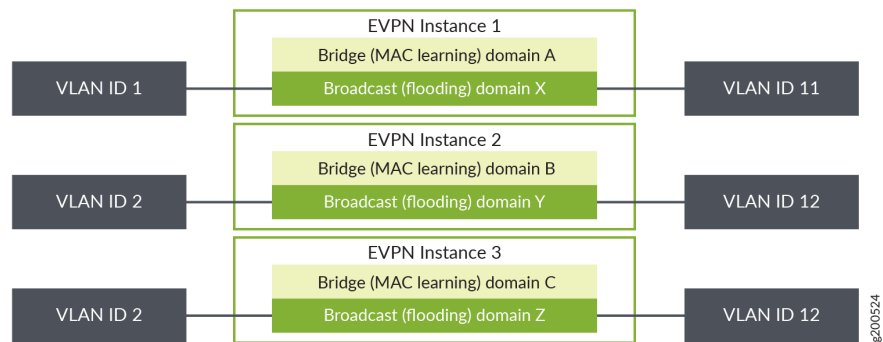 EVPN Instance 1
Bridge (MAC learning) domain A
VLAN ID 1
Broadcast (flooding) domain X
VLAN ID 11
EVPN Instance 2
Bridge (MAC learning) domain B
VLAN ID 2
Broadcast (flooding) domain Y
VLAN ID 12
EVPN Instance 3
Bridge (MAC learning) domain C
VLAN ID 2
Broadcast (flooding) domain Z
VLAN ID 12
g200524